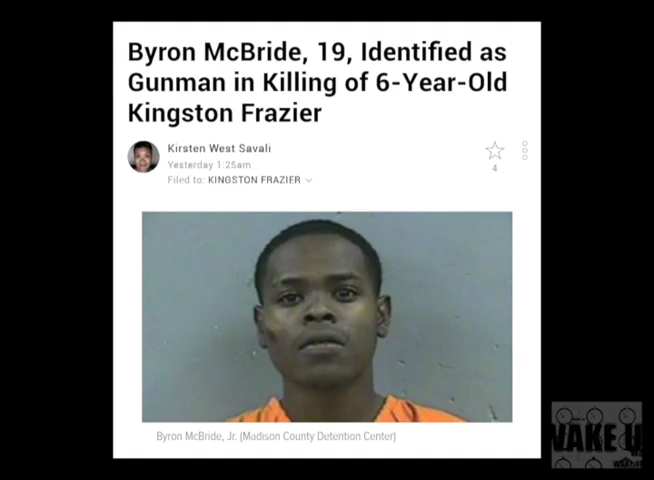 Byron McBride, 19, Identified as
Gunman in Killing of 6-Year-Old
Kingston Frazier
Kirsten West Savali
Yesterday 1:25am
Filed to: KINGSTON FRAZIER
4
Byron McBride, Jr. (Madison County Detention Center)
WAKE U